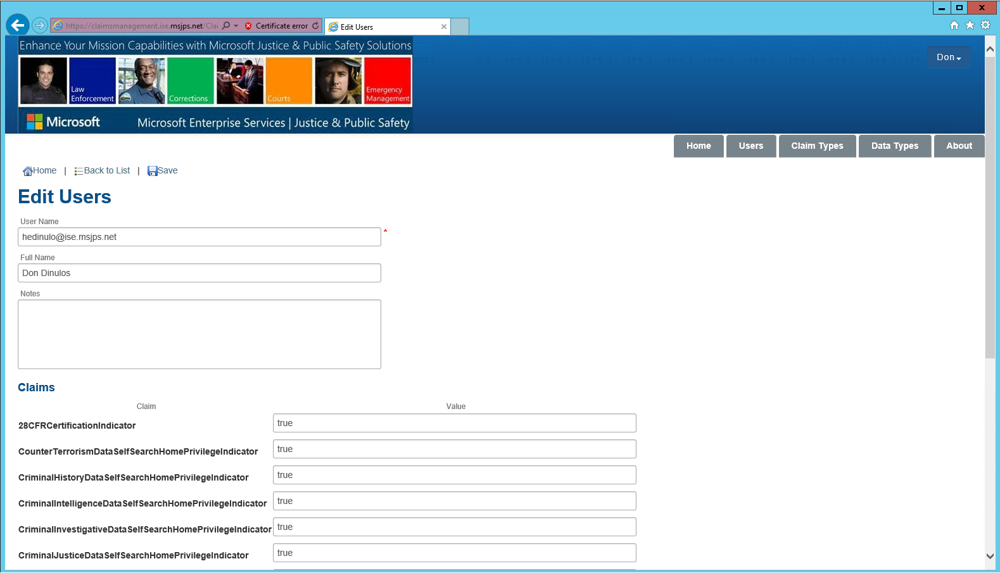 https://claimsmanagement.ise.msjps.net/Clai
Certificate error
Edit Users
Enhance Your Mission Capabilities with Microsoft Justice & Public Safety Solutions
Law
Enforcement
Corrections
Courts
Emergency
Management
Microsoft
Microsoft Enterprise Services | Justice & Public Safety
Don
Home
Users
Claim Types
Data Types
About
Home | Back to List | Save
Edit Users
User Name
hedinulo@ise.msjps.net *
Full Name
Don Dinulos
Notes
Claims
Claim Value
28CFRCertificationIndicator true
CounterTerrorismDataSelfSearchHomePrivilegeIndicator true
CriminalHistoryDataSelfSearchHomePrivilegeIndicator true
CriminalIntelligenceDataSelfSearchHomePrivilegeIndicator true
CriminalInvestigativeDataSelfSearchHomePrivilegeIndicator true
CriminalJusticeDataSelfSearchHomePrivilegeIndicator true